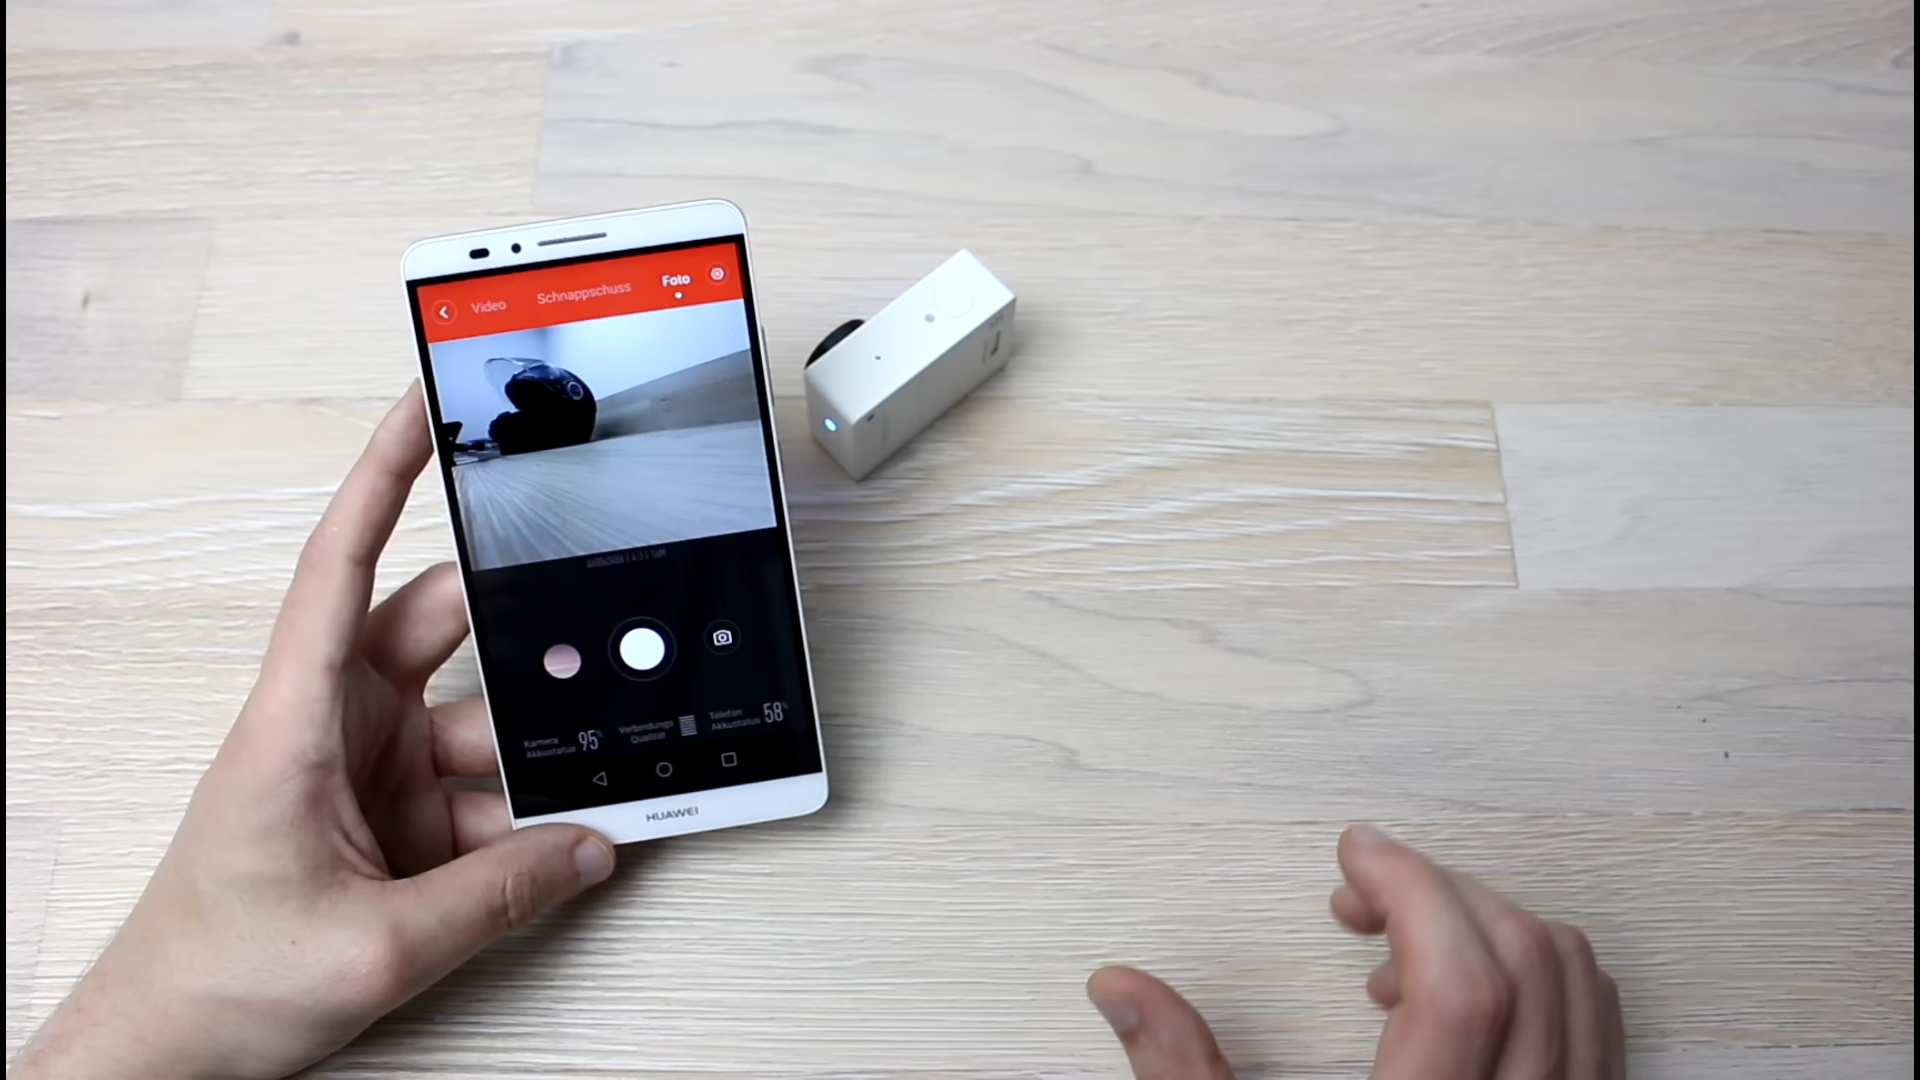 Video Schnappschuss Foto
Kamera
Akkustatus 95%
Verbindungs
Qualität
Telefon
Akkustatus 58%
HUAWEI